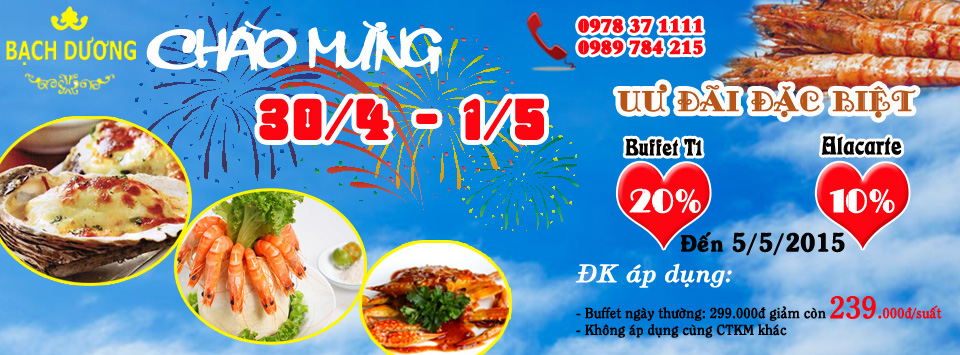 BẠCH DƯƠNG
CHÀO MỪNG
30/4 - 1/5
0978 37 1111
0989 784 215
ƯU ĐÃI ĐẶC BIỆT
Buffet T1
Alacarte
20%
10%
Đến 5/5/2015
ĐK áp dụng:
- Buffet ngày thường: 299.000đ giảm còn 239.000đ/suất
- Không áp dụng cùng CTKM khác